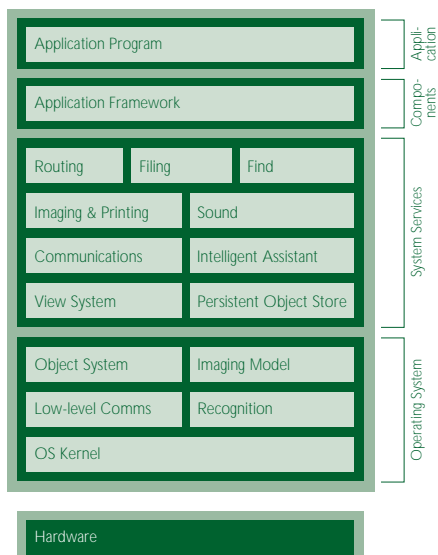 Application Program
Appli-
cation
Application Framework
Compo-
nents
Routing
Filing
Find
Imaging & Printing
Sound
Communications
Intelligent Assistant
View System
Persistent Object Store
System Services
Object System
Imaging Model
Low-level Comms
Recognition
OS Kernel
Operating System
Hardware